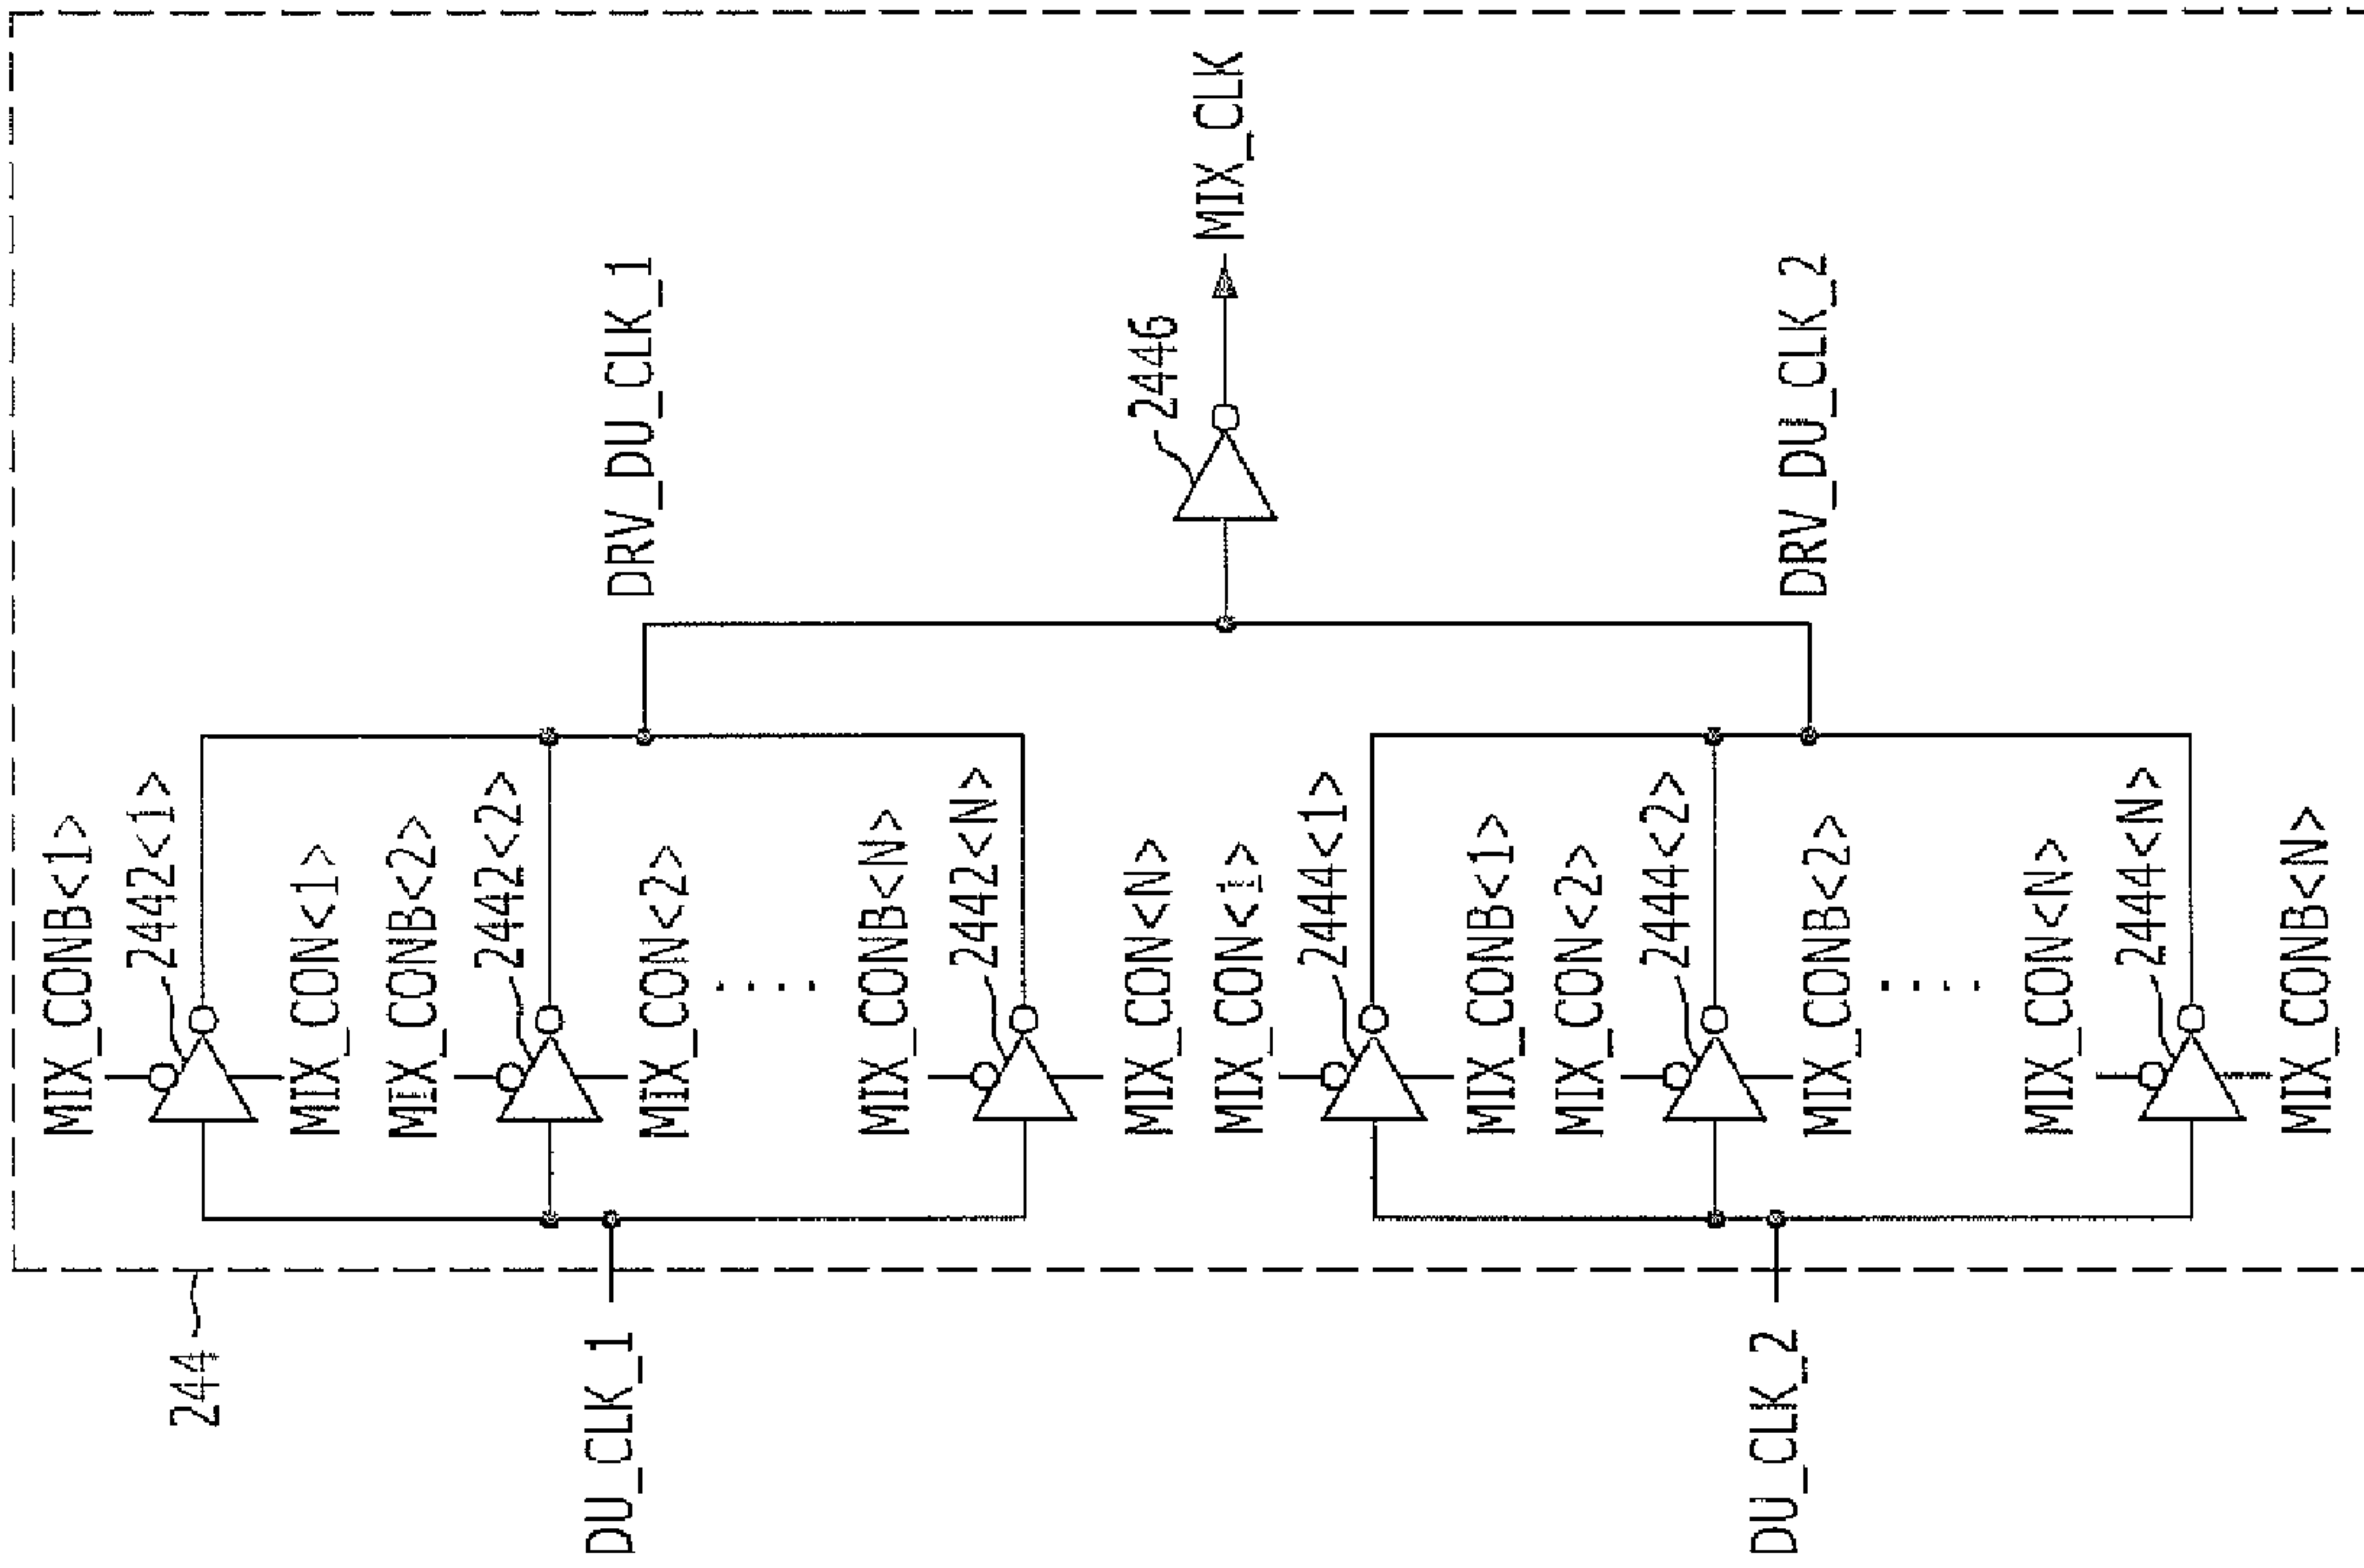 244
DU_CLK_1
MIX_CONB<1>
2442<1>
MIX_CON<1>
MIX_CONB<2>
2442<2>
MIX_CON<2>
....
MIX_CONB<N>
2442<N>
MIX_CON<N>
DRV_DU_CLK_1
DU_CLK_2
MIX_CON<1>
2444<1>
MIX_CONB<1>
MIX_CON<2>
2444<2>
MIX_CONB<2>
....
MIX_CON<N>
2444<N>
MIX_CONB<N>
DRV_DU_CLK_2
2446
MIX_CLK